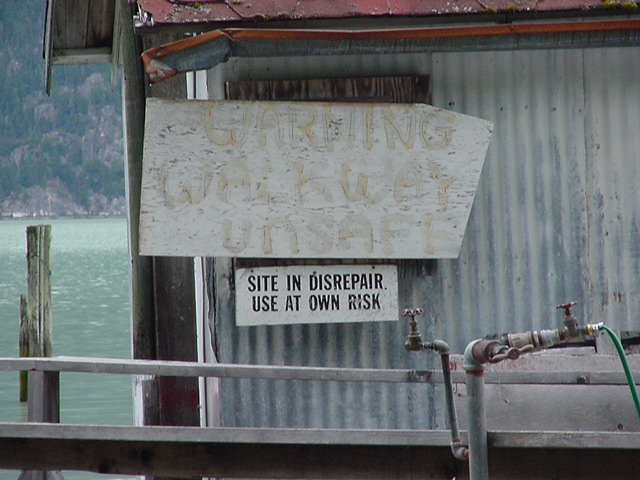 WARNING
WALKWAY
UNSAFE
SITE IN DISREPAIR.
USE AT OWN RISK